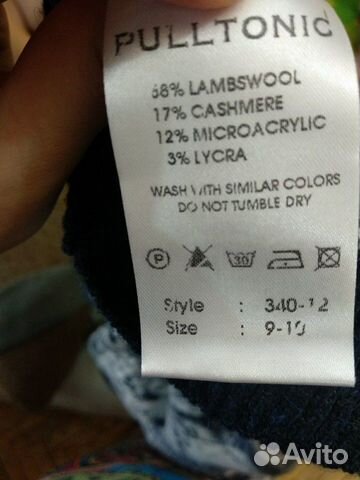 PULLTONIC
68% LAMBSWOOL
17% CASHMERE
12% MICROACRYLIC
3% LYCRA
WASH WITH SIMILAR COLORS
DO NOT TUMBLE DRY
P 30
Style : 340-12
Size : 9-10
Avito